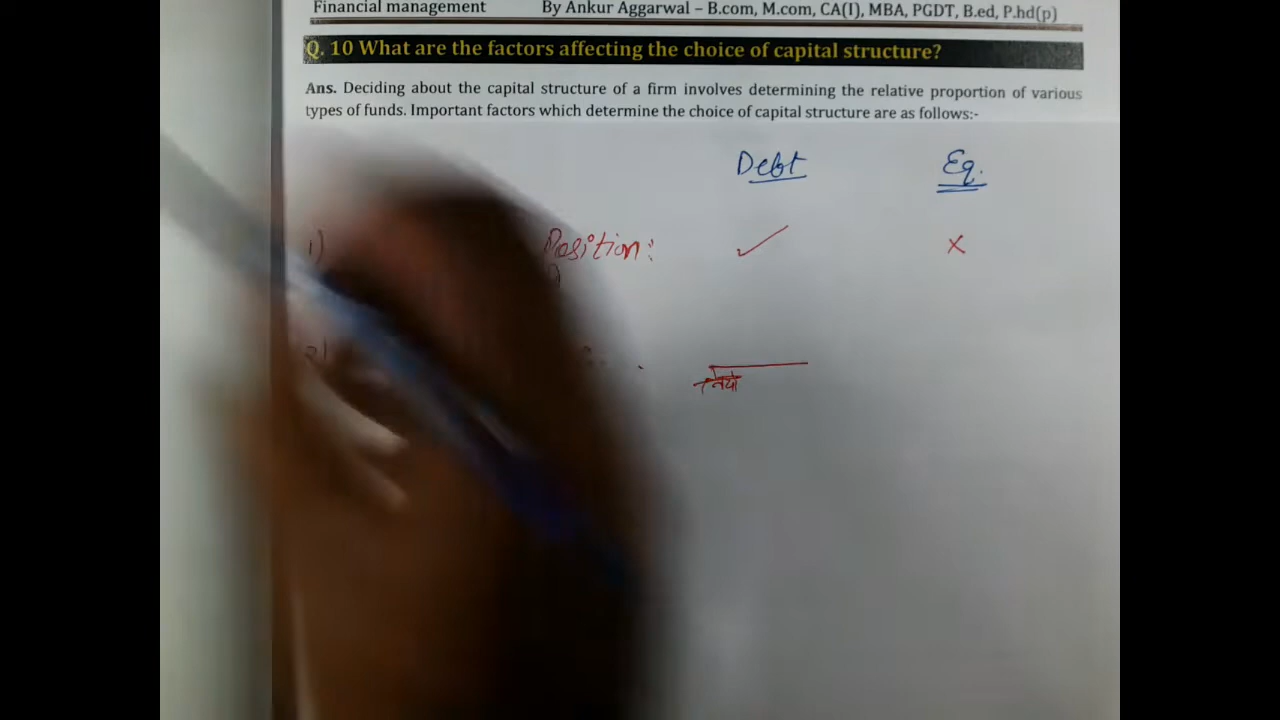 Financial management By Ankur Aggarwal – B.com, M.com, CA(I), MBA, PGDT, B.ed, P.hd(p)
Q. 10 What are the factors affecting the choice of capital structure?
Ans. Deciding about the capital structure of a firm involves determining the relative proportion of various
types of funds. Important factors which determine the choice of capital structure are as follows:-
Debt Eq.
1) Position: ✓ x
2)